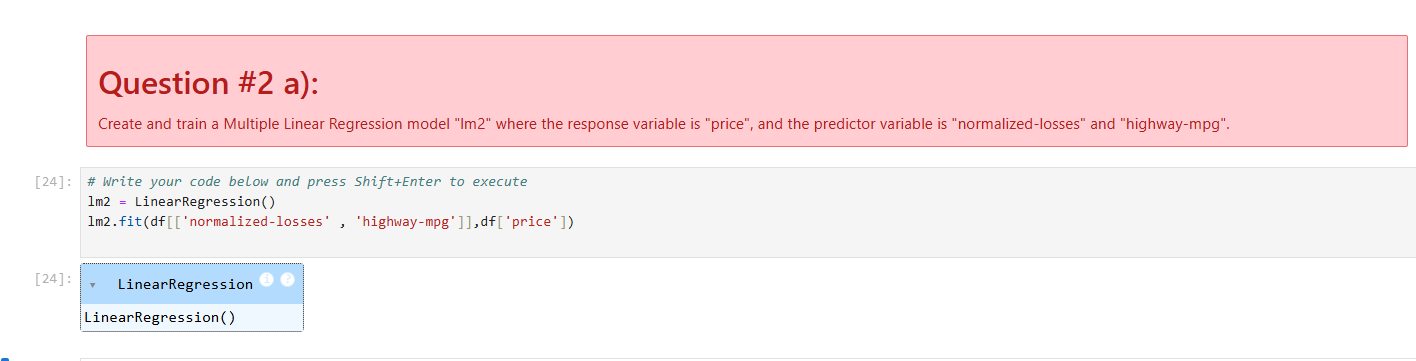 Question #2 a):
Create and train a Multiple Linear Regression model "lm2" where the response variable is "price", and the predictor variable is "normalized-losses" and "highway-mpg".
[24]:
# Write your code below and press Shift+Enter to execute
lm2 = LinearRegression()
lm2.fit(df[['normalized-losses' , 'highway-mpg']],df['price'])
[24]:
▾ LinearRegression i ?
LinearRegression()